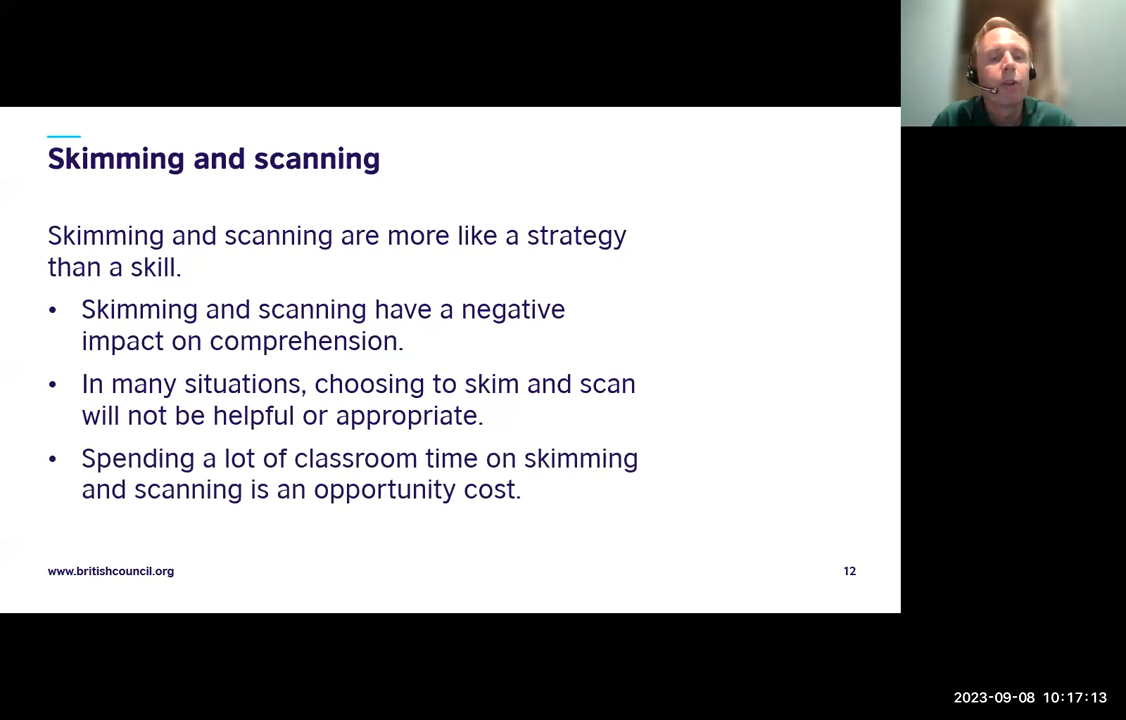 Skimming and scanning
Skimming and scanning are more like a strategy
than a skill.
• Skimming and scanning have a negative
impact on comprehension.
• In many situations, choosing to skim and scan
will not be helpful or appropriate.
• Spending a lot of classroom time on skimming
and scanning is an opportunity cost.
www.britishcouncil.org
12
2023-09-08 10:17:13